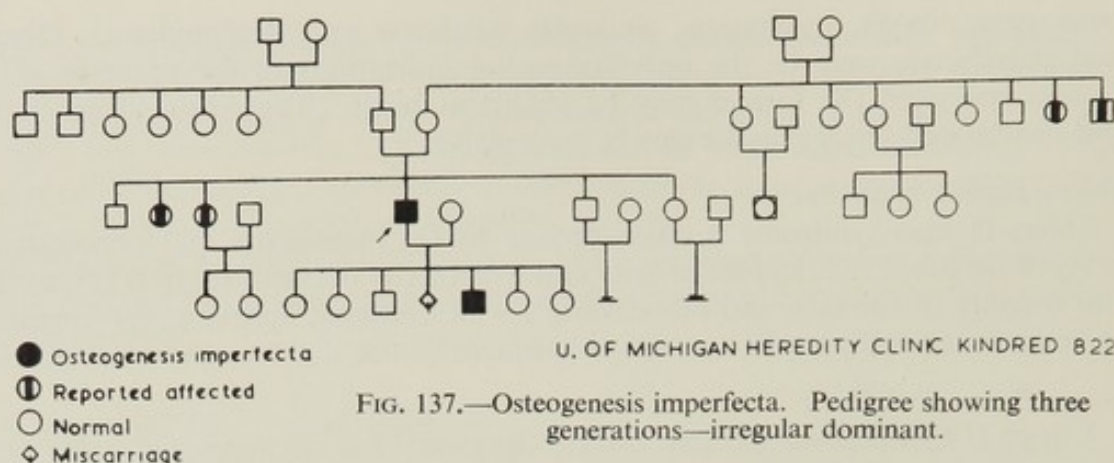 Osteogenesis imperfecta
Reported affected
Normal
Miscarriage
U. OF MICHIGAN HEREDITY CLINIC KINDRED 822
FIG. 137.—Osteogenesis imperfecta. Pedigree showing three
generations—irregular dominant.